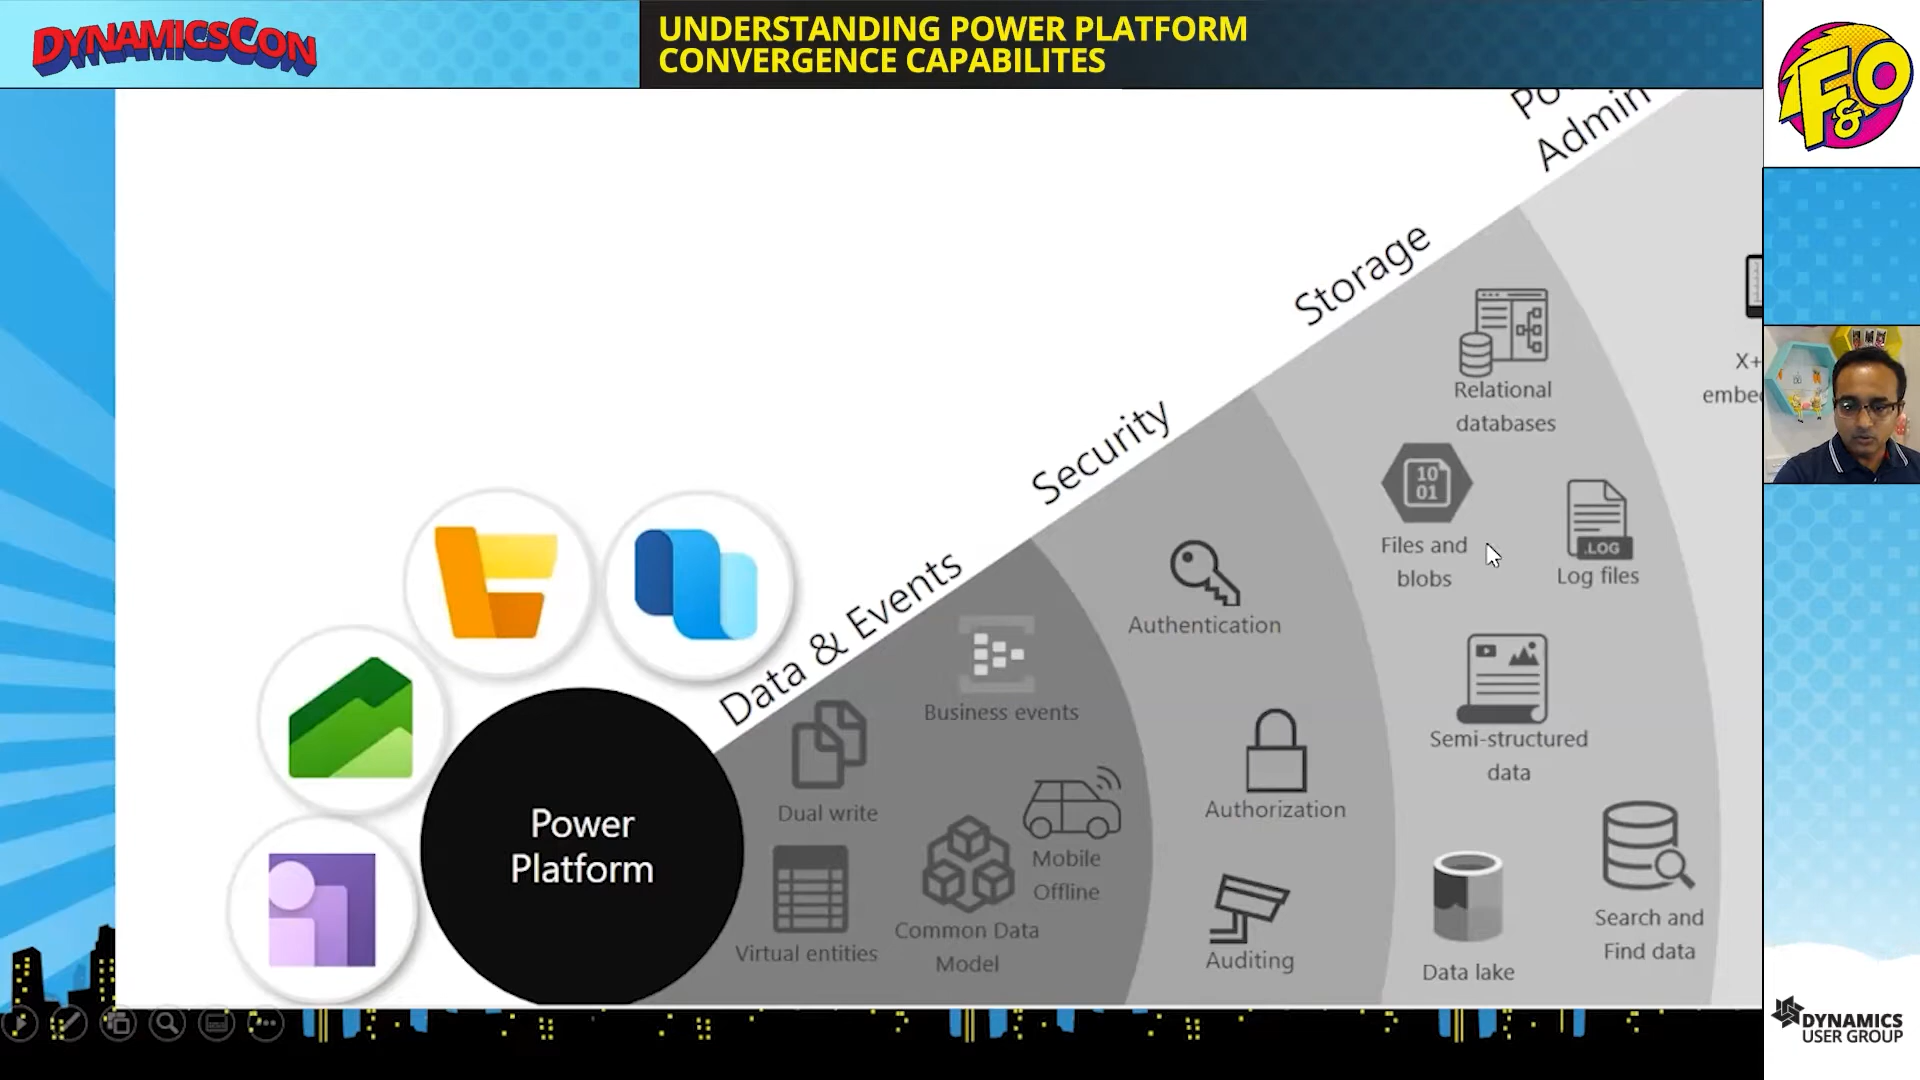 DYNAMICSCON
UNDERSTANDING POWER PLATFORM
CONVERGENCE CAPABILITES
F&O
Admin
Storage
Security
Data & Events
Relational
databases
10
01
Files and
blobs
.LOG
Log files
Semi-structured
data
Data lake
Search and
Find data
Authentication
Authorization
Auditing
Business events
Dual write
Mobile
Offline
Virtual entities
Common Data
Model
Power
Platform
DYNAMICS
USER GROUP